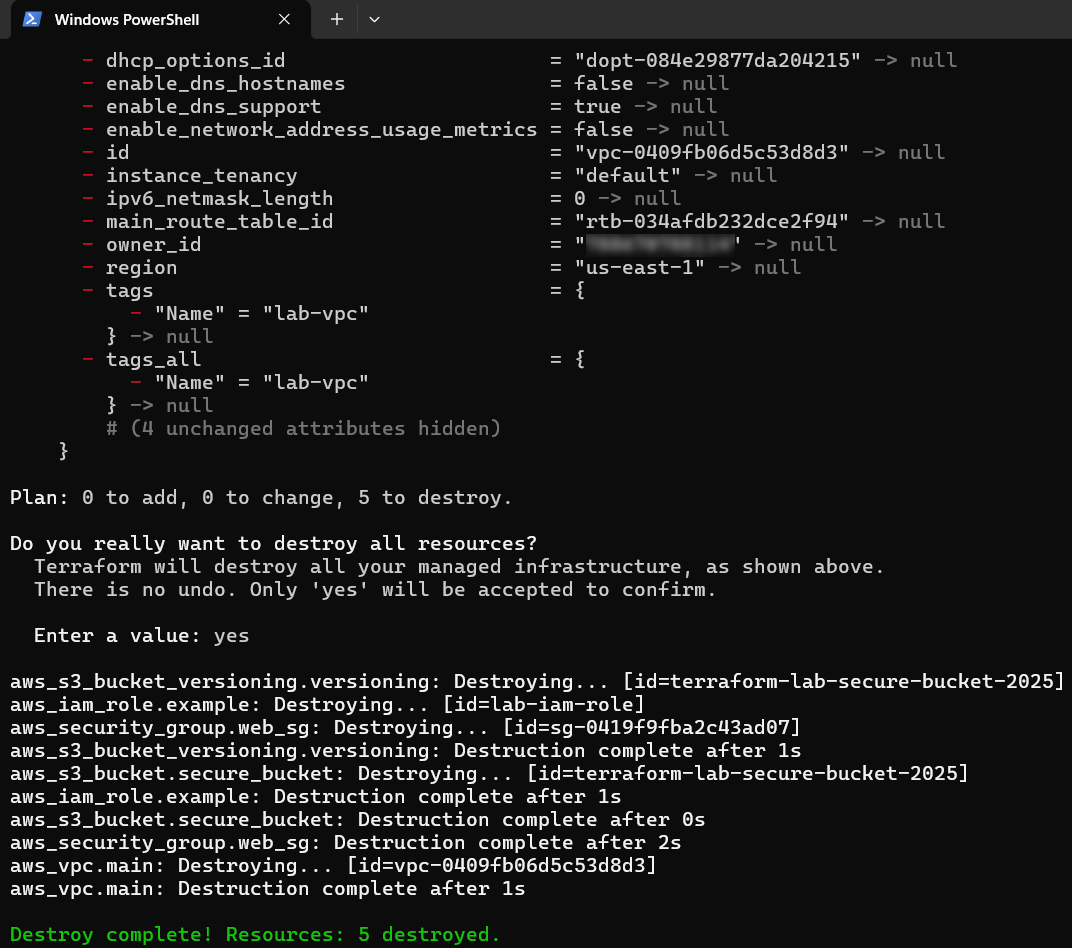 Windows PowerShell
- dhcp_options_id = "dopt-084e29877da204215" -> null
- enable_dns_hostnames = false -> null
- enable_dns_support = true -> null
- enable_network_address_usage_metrics = false -> null
- id = "vpc-0409fb06d5c53d8d3" -> null
- instance_tenancy = "default" -> null
- ipv6_netmask_length = 0 -> null
- main_route_table_id = "rtb-034afdb232dce2f94" -> null
- owner_id = " " -> null
- region = "us-east-1" -> null
- tags = {
- "Name" = "lab-vpc"
} -> null
- tags_all = {
- "Name" = "lab-vpc"
} -> null
# (4 unchanged attributes hidden)
}
Plan: 0 to add, 0 to change, 5 to destroy.
Do you really want to destroy all resources?
Terraform will destroy all your managed infrastructure, as shown above.
There is no undo. Only 'yes' will be accepted to confirm.
Enter a value: yes
aws_s3_bucket_versioning.versioning: Destroying... [id=terraform-lab-secure-bucket-2025]
aws_iam_role.example: Destroying... [id=lab-iam-role]
aws_security_group.web_sg: Destroying... [id=sg-0419f9fba2c43ad07]
aws_s3_bucket_versioning.versioning: Destruction complete after 1s
aws_s3_bucket.secure_bucket: Destroying... [id=terraform-lab-secure-bucket-2025]
aws_iam_role.example: Destruction complete after 1s
aws_s3_bucket.secure_bucket: Destruction complete after 0s
aws_security_group.web_sg: Destruction complete after 2s
aws_vpc.main: Destroying... [id=vpc-0409fb06d5c53d8d3]
aws_vpc.main: Destruction complete after 1s
Destroy complete! Resources: 5 destroyed.